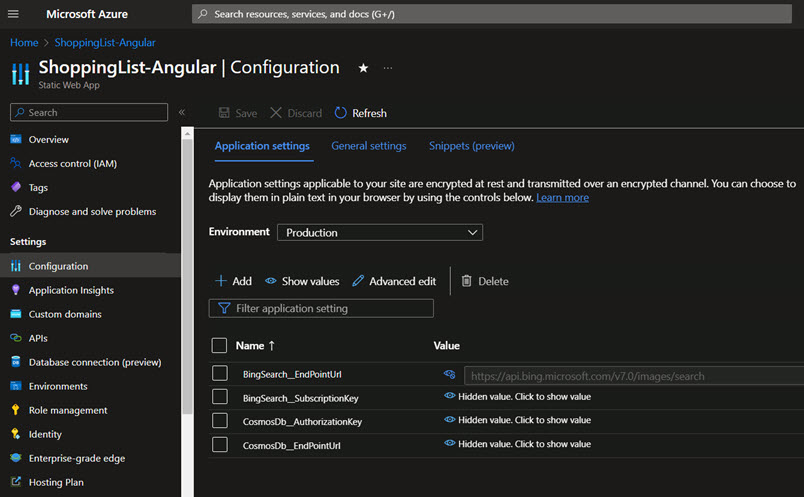 Microsoft Azure
Search resources, services, and docs (G+/)
Home > ShoppingList-Angular
ShoppingList-Angular | Configuration
Static Web App
Search
Overview
Access control (IAM)
Tags
Diagnose and solve problems
Settings
Configuration
Application Insights
Custom domains
APIs
Database connection (preview)
Environments
Role management
Identity
Enterprise-grade edge
Hosting Plan
Save Discard Refresh
Application settings General settings Snippets (preview)
Application settings applicable to your site are encrypted at rest and transmitted over an encrypted channel. You can choose to
display them in plain text in your browser by using the controls below. Learn more
Environment Production
Add Show values Advanced edit Delete
Filter application setting
Name ↑ Value
BingSearch__EndPointUrl https://api.bing.microsoft.com/v7.0/images/search
BingSearch__SubscriptionKey Hidden value. Click to show value
CosmosDb__AuthorizationKey Hidden value. Click to show value
CosmosDb__EndPointUrl Hidden value. Click to show value